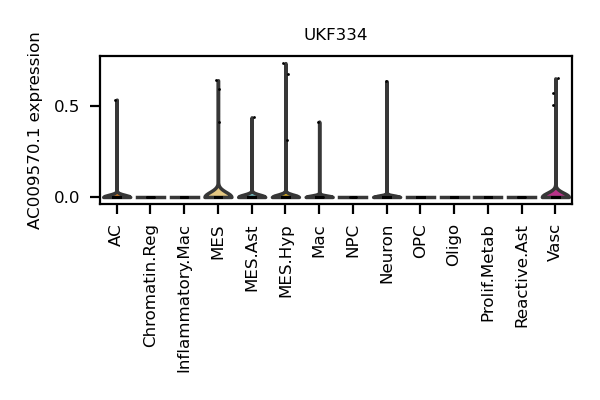 UKF334
AC009570.1 expression
0.5
0.0
AC
Chromatin.Reg
Inflammatory.Mac
MES
MES.Ast
MES.Hyp
Mac
NPC
Neuron
OPC
Oligo
Prolif.Metab
Reactive.Ast
Vasc